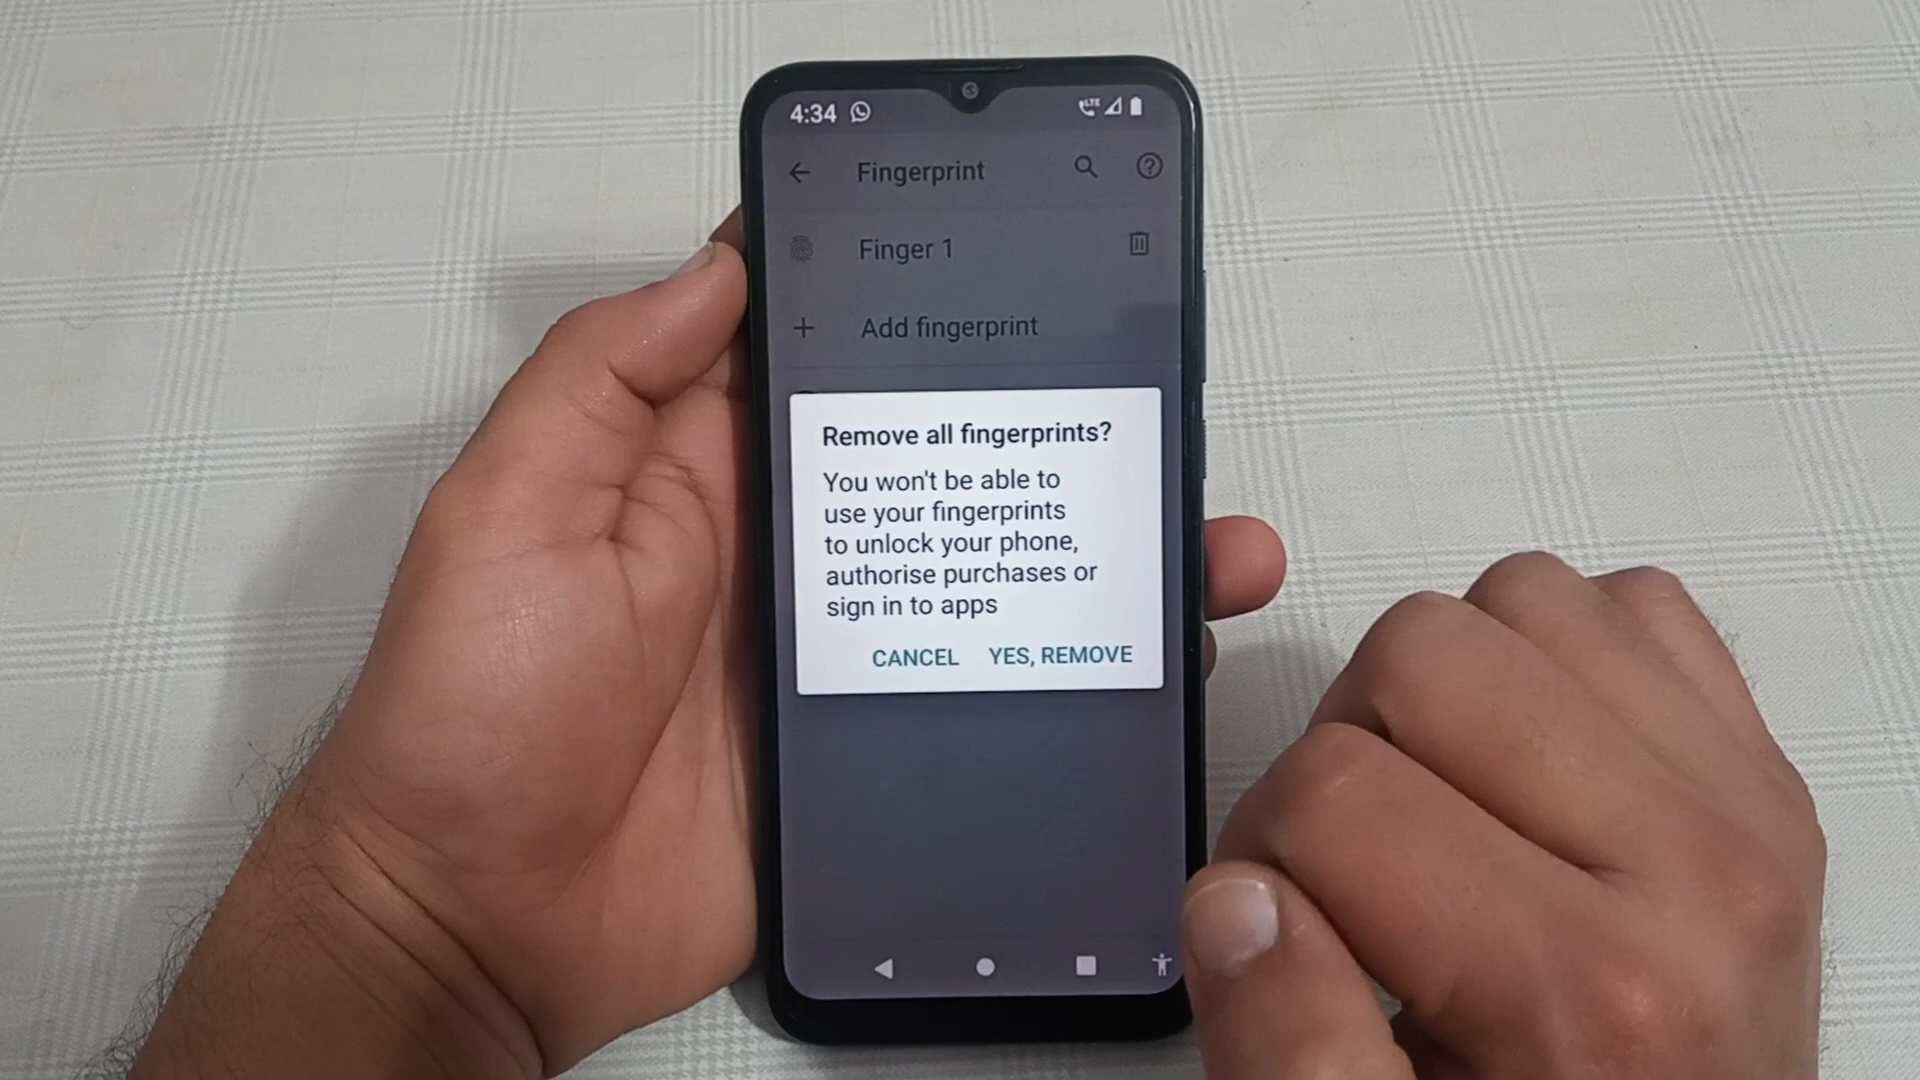 4:34
LTE
Fingerprint
Finger 1
Add fingerprint
Remove all fingerprints?
You won't be able to
use your fingerprints
to unlock your phone,
authorise purchases or
sign in to apps
CANCEL YES, REMOVE